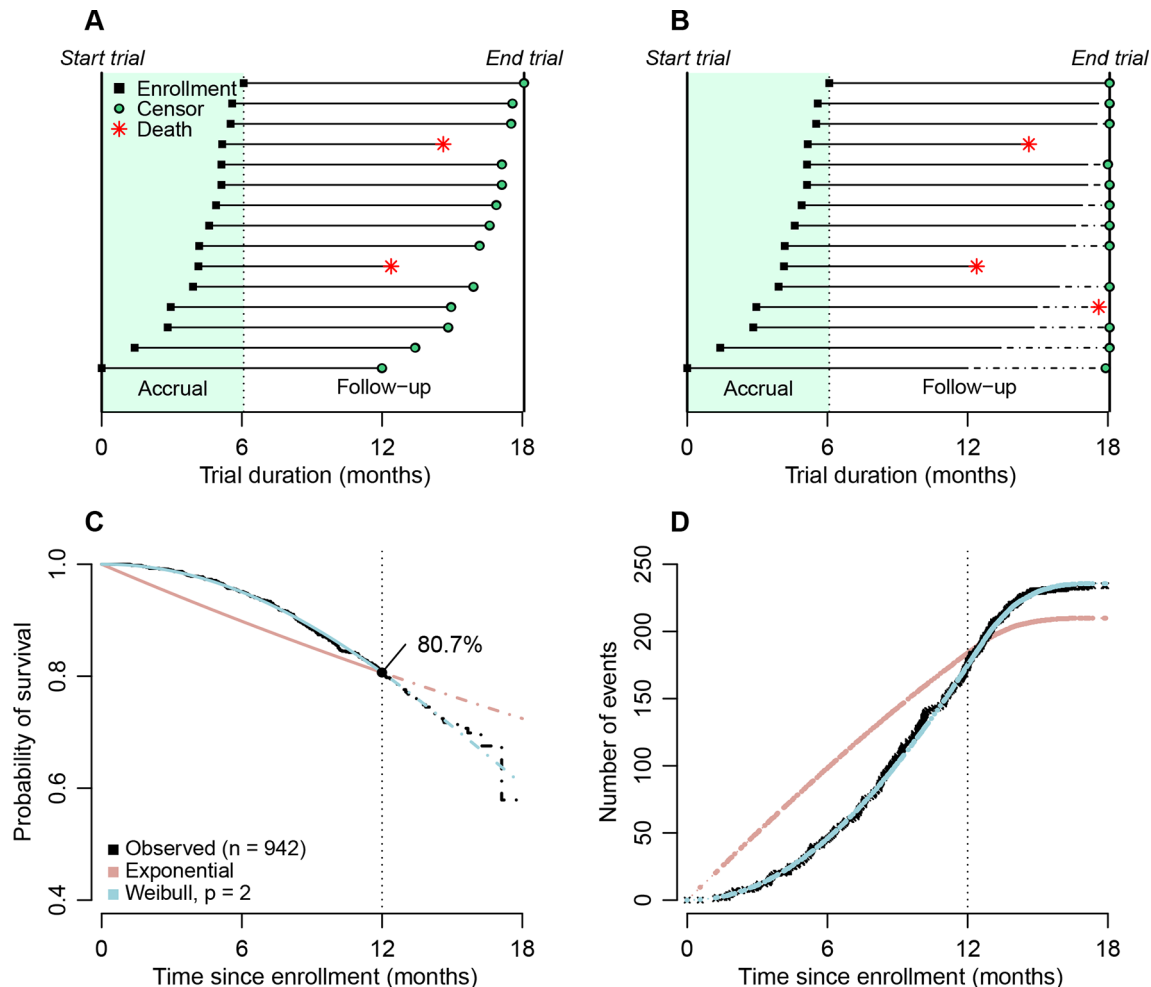 A
Start trial
End trial
Enrollment
Censor
Death
Accrual
Follow−up
0 6 12 18
Trial duration (months)
B
Start trial
End trial
Accrual
Follow−up
0 6 12 18
Trial duration (months)
C
Probability of survival
1.0
0.8
0.6
0.4
80.7%
Observed (n = 942)
Exponential
Weibull, p = 2
0 6 12 18
Time since enrollment (months)
D
Number of events
250
200
150
100
50
0
0 6 12 18
Time since enrollment (months)